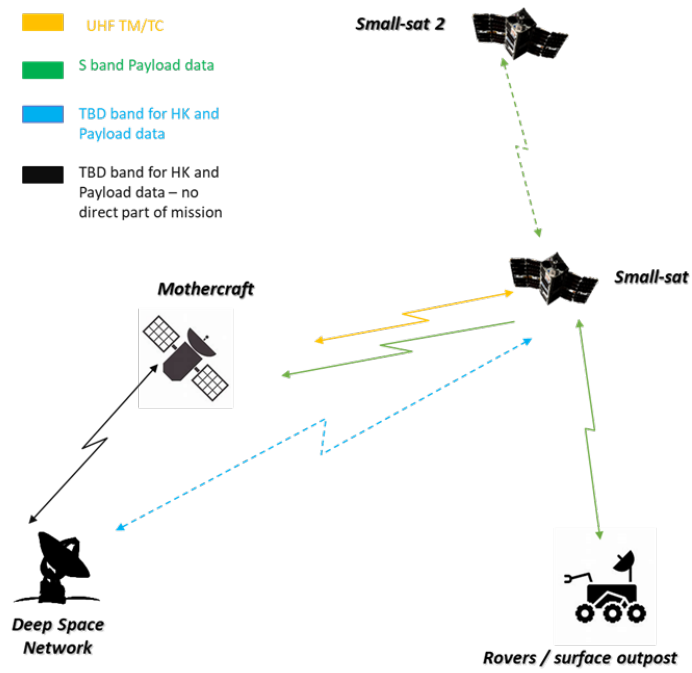 UHF TM/TC
S band Payload data
TBD band for HK and
Payload data
TBD band for HK and
Payload data – no
direct part of mission
Small-sat 2
Small-sat
Mothercraft
Deep Space
Network
Rovers / surface outpost